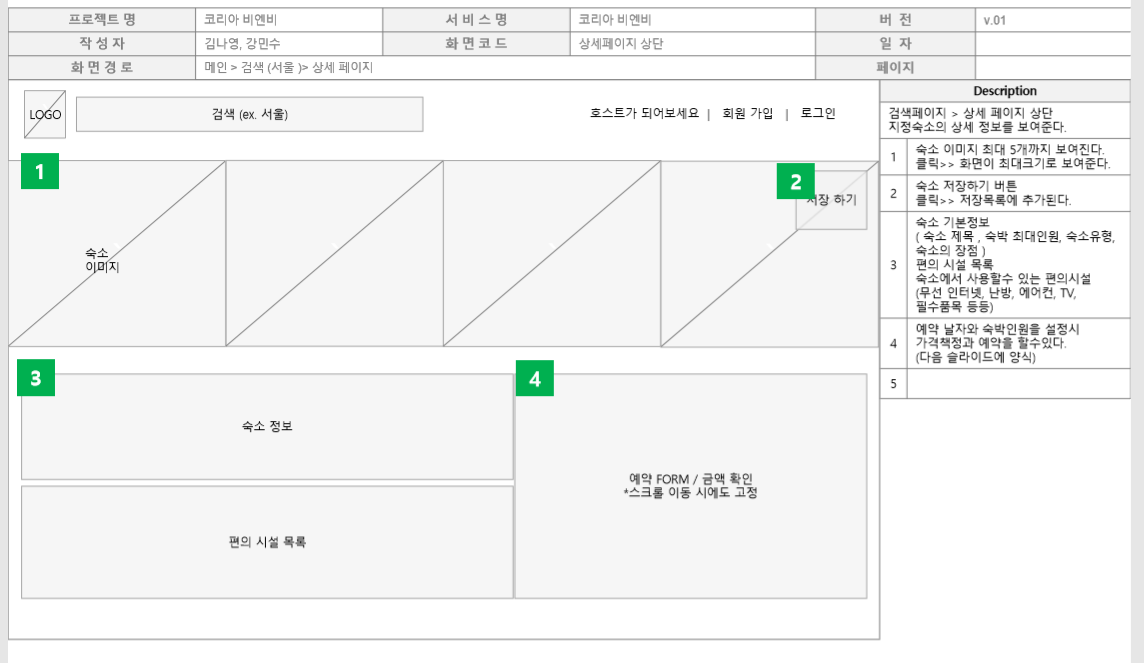 프로젝트 명 코리아 비엔비 서 비 스 명 코리아 비엔비 버 전 v.01
작 성 자 김나영, 강민수 화 면 코 드 상세페이지 상단 일 자
화 면 경 로 메인 > 검색 (서울 )> 상세 페이지 페이지
LOGO
검색 (ex. 서울)
호스트가 되어보세요 | 회원 가입 | 로그인
1
숙소
이미지
2
저장 하기
3
숙소 정보
편의 시설 목록
4
예약 FORM / 금액 확인
*스크롤 이동 시에도 고정
Description
검색페이지 > 상세 페이지 상단
지정숙소의 상세 정보를 보여준다.
1
숙소 이미지 최대 5개까지 보여진다.
클릭>> 화면이 최대크기로 보여준다.
2
숙소 저장하기 버튼
클릭>> 저장목록에 추가된다.
3
숙소 기본정보
( 숙소 제목 , 숙박 최대인원, 숙소유형,
숙소의 장점 )
편의 시설 목록
숙소에서 사용할수 있는 편의시설
(무선 인터넷, 난방, 에어컨, TV,
필수품목 등등)
4
예약 날자와 숙박인원을 설정시
가격책정과 예약을 할수있다.
(다음 슬라이드에 양식)
5